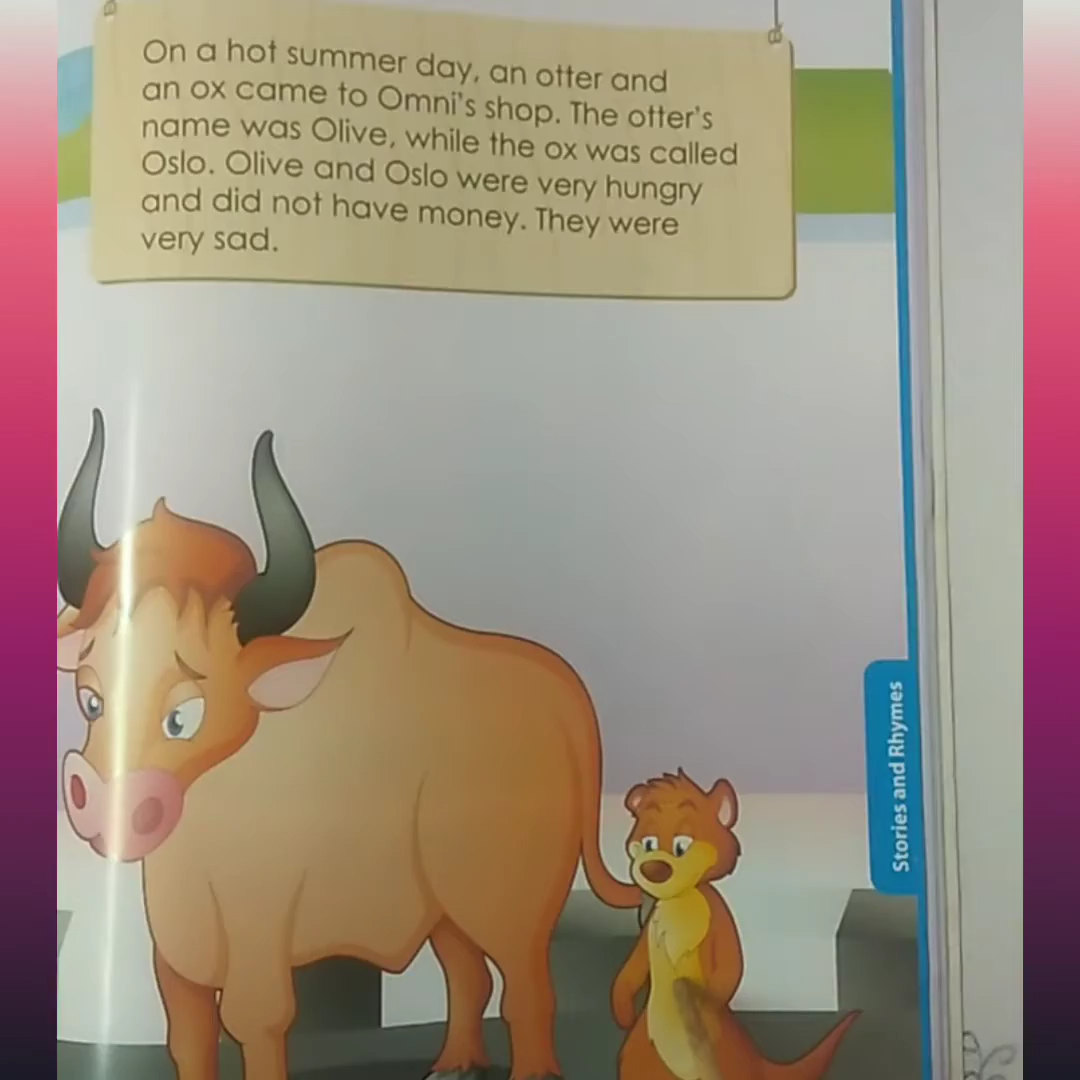 On a hot summer day, an otter and
an ox came to Omni's shop. The otter's
name was Olive, while the ox was called
Oslo. Olive and Oslo were very hungry
and did not have money. They were
very sad.
Stories and Rhymes